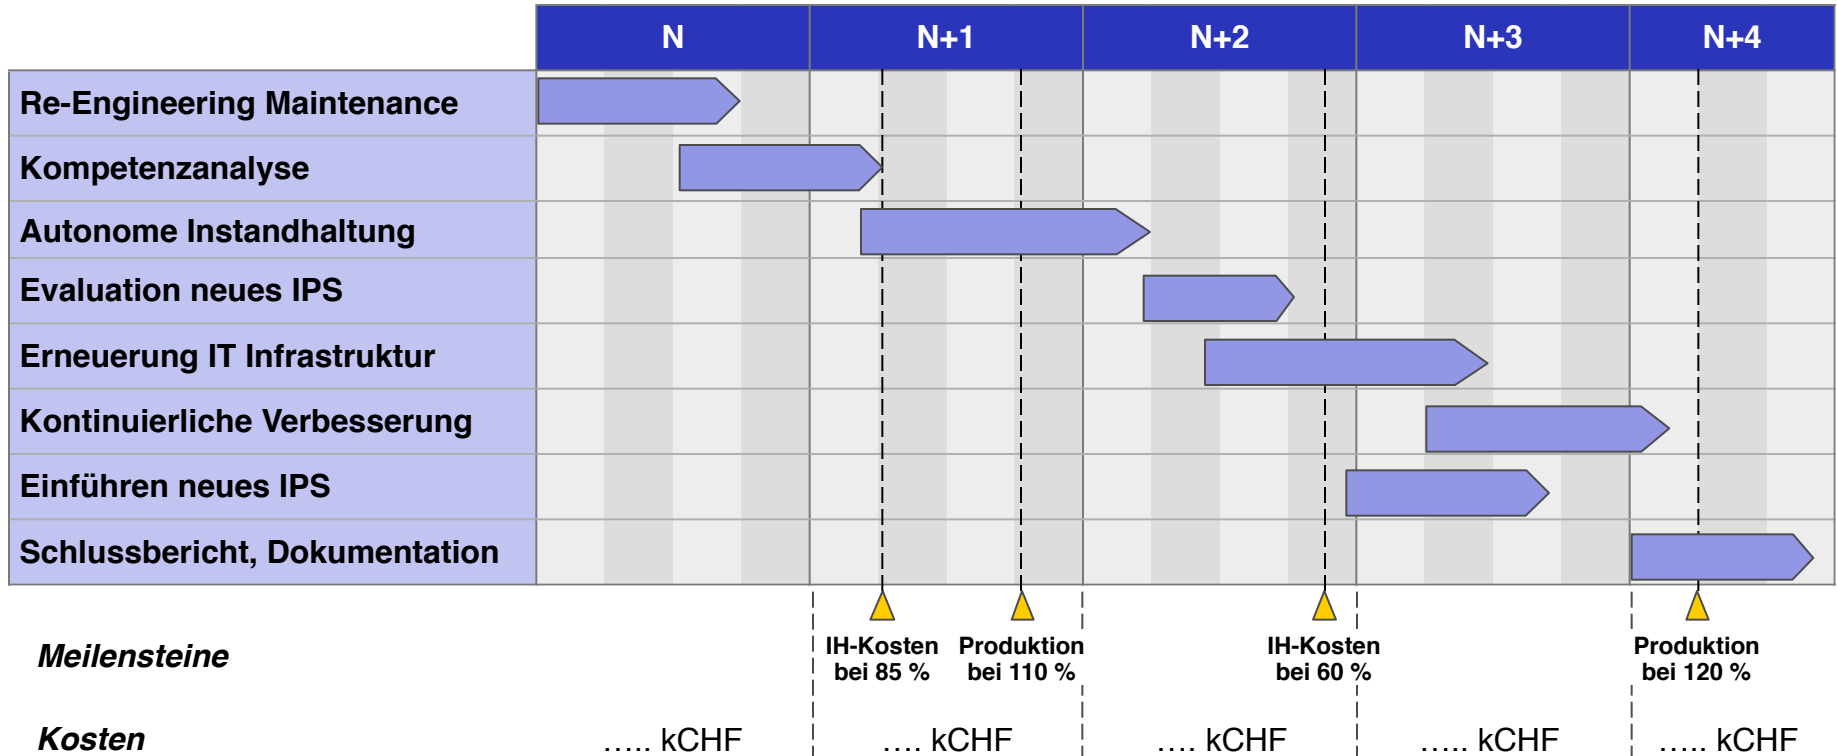 N N+1 N+2 N+3 N+4
Re-Engineering Maintenance
Kompetenzanalyse
Autonome Instandhaltung
Evaluation neues IPS
Erneuerung IT Infrastruktur
Kontinuierliche Verbesserung
Einführen neues IPS
Schlussbericht, Dokumentation
Meilensteine
IH-Kosten
bei 85 %
Produktion
bei 110 %
IH-Kosten
bei 60 %
Produktion
bei 120 %
Kosten ….. kCHF …. kCHF …. kCHF ….. kCHF ….. kCHF